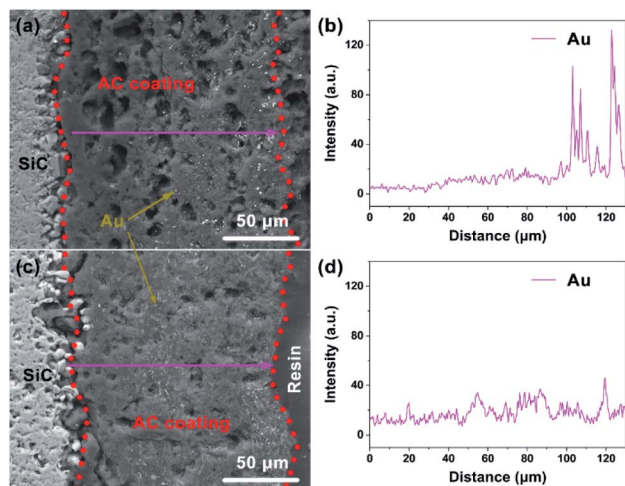 (a)
AC coating
SiC
Au
50 μm
(b)
Au
Intensity (a.u.)
120
80
40
0
0 20 40 60 80 100 120
Distance (μm)
(c)
SiC
AC coating
Resin
50 μm
(d)
Au
Intensity (a.u.)
120
80
40
0
0 20 40 60 80 100 120
Distance (μm)